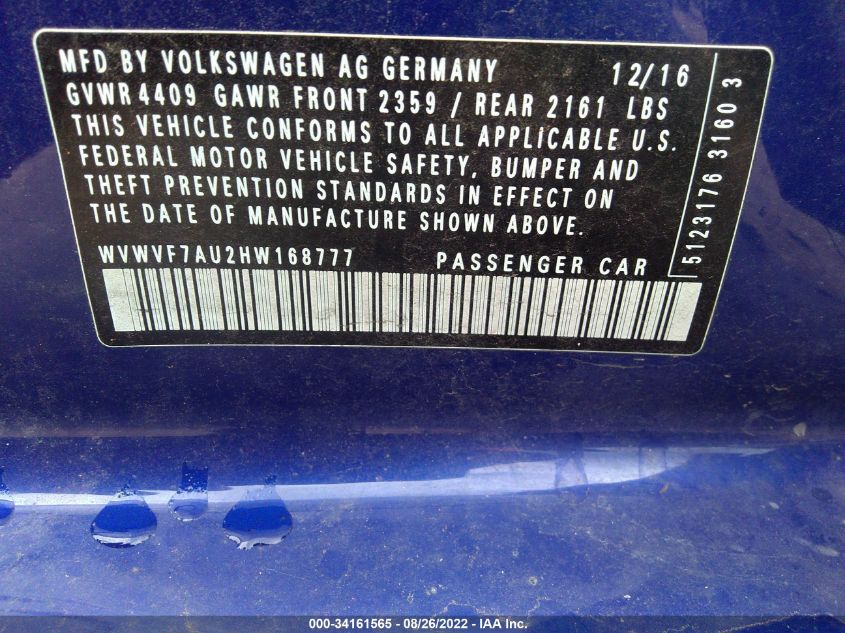 MFD BY VOLKSWAGEN AG GERMANY 12/16
GVWR 4409 GAWR FRONT 2359 / REAR 2161 LBS
THIS VEHICLE CONFORMS TO ALL APPLICABLE U.S.
FEDERAL MOTOR VEHICLE SAFETY, BUMPER AND
THEFT PREVENTION STANDARDS IN EFFECT ON
THE DATE OF MANUFACTURE SHOWN ABOVE.
WVWVF7AU2HW168777 PASSENGER CAR
5123176 3160 3
000-34161565 - 08/26/2022 - IAA Inc.